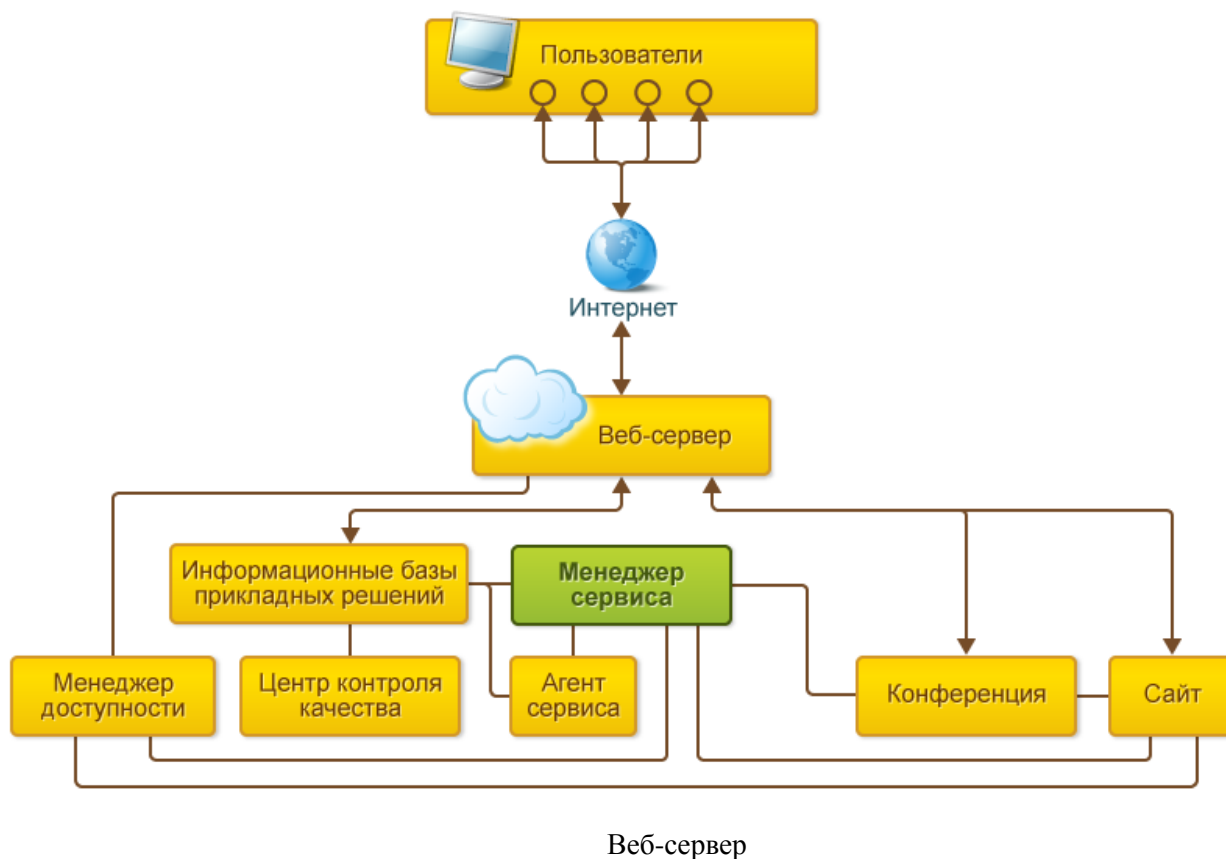 Пользователи
Интернет
Веб-сервер
Информационные базы
прикладных решений
Менеджер
сервиса
Менеджер
доступности
Центр контроля
качества
Агент
сервиса
Конференция
Сайт
Веб-сервер